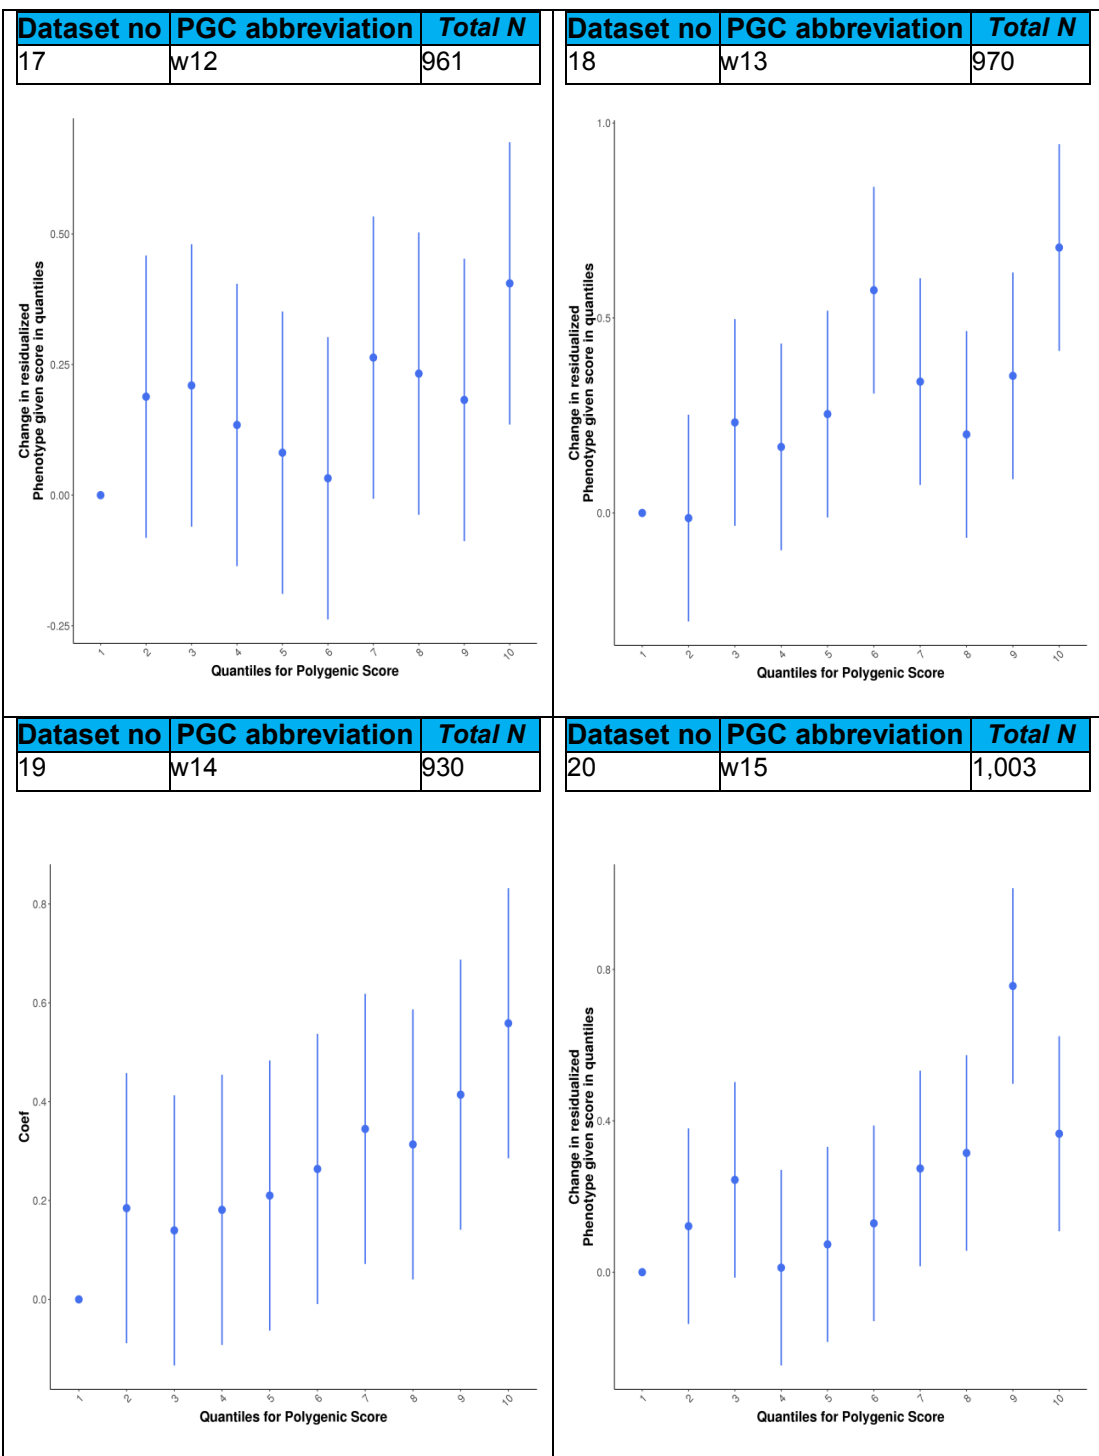 Dataset no PGC abbreviation Total N
17 w12 961
Change in residualized
Phenotype given score in quantiles
0.50
0.25
0.00
-0.25
1 2 3 4 5 6 7 8 9 10
Quantiles for Polygenic Score
Dataset no PGC abbreviation Total N
18 w13 970
Change in residualized
Phenotype given score in quantiles
1.0
0.5
0.0
1 2 3 4 5 6 7 8 9 10
Quantiles for Polygenic Score
Dataset no PGC abbreviation Total N
19 w14 930
Coef
0.8
0.6
0.4
0.2
0.0
1 2 3 4 5 6 7 8 9 10
Quantiles for Polygenic Score
Dataset no PGC abbreviation Total N
20 w15 1,003
Change in residualized
Phenotype given score in quantiles
0.8
0.4
0.0
1 2 3 4 5 6 7 8 9 10
Quantiles for Polygenic Score